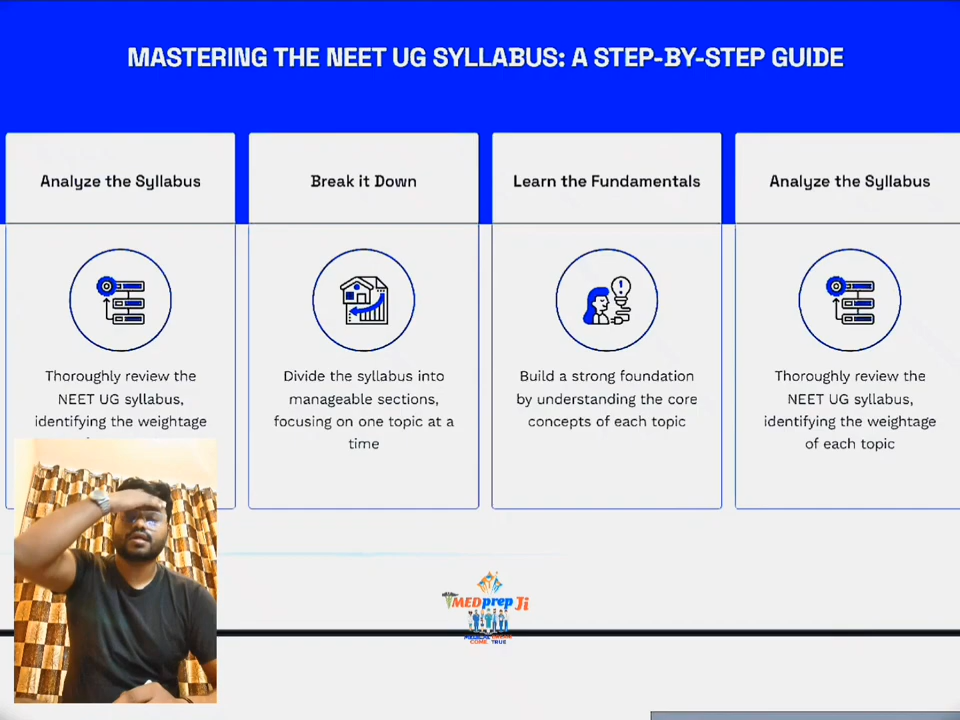 MASTERING THE NEET UG SYLLABUS: A STEP-BY-STEP GUIDE
Analyze the Syllabus
Thoroughly review the
NEET UG syllabus,
identifying the weightage
Break it Down
Divide the syllabus into
manageable sections,
focusing on one topic at a
time
Learn the Fundamentals
Build a strong foundation
by understanding the core
concepts of each topic
Analyze the Syllabus
Thoroughly review the
NEET UG syllabus,
identifying the weightage
of each topic
MEDprep Ji
COME TRUE